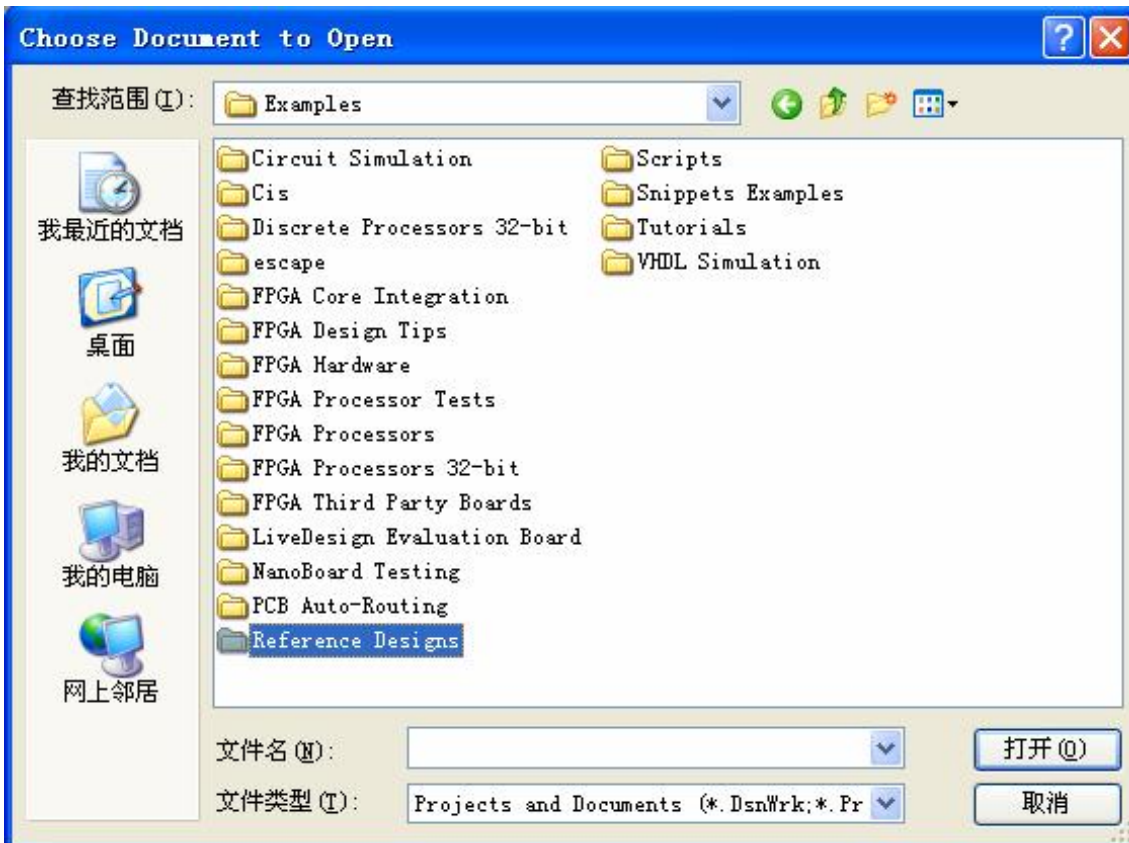 Choose Document to Open
查找范围(I):
Examples
我最近的文档
桌面
我的文档
我的电脑
网上邻居
Circuit Simulation
Cis
Discrete Processors 32-bit
escape
FPGA Core Integration
FPGA Design Tips
FPGA Hardware
FPGA Processor Tests
FPGA Processors
FPGA Processors 32-bit
FPGA Third Party Boards
LiveDesign Evaluation Board
NanoBoard Testing
PCB Auto-Routing
Reference Designs
Scripts
Snippets Examples
Tutorials
VHDL Simulation
文件名(N):
打开(O)
文件类型(T):
Projects and Documents (*.DsnWrk;*.Pr
取消